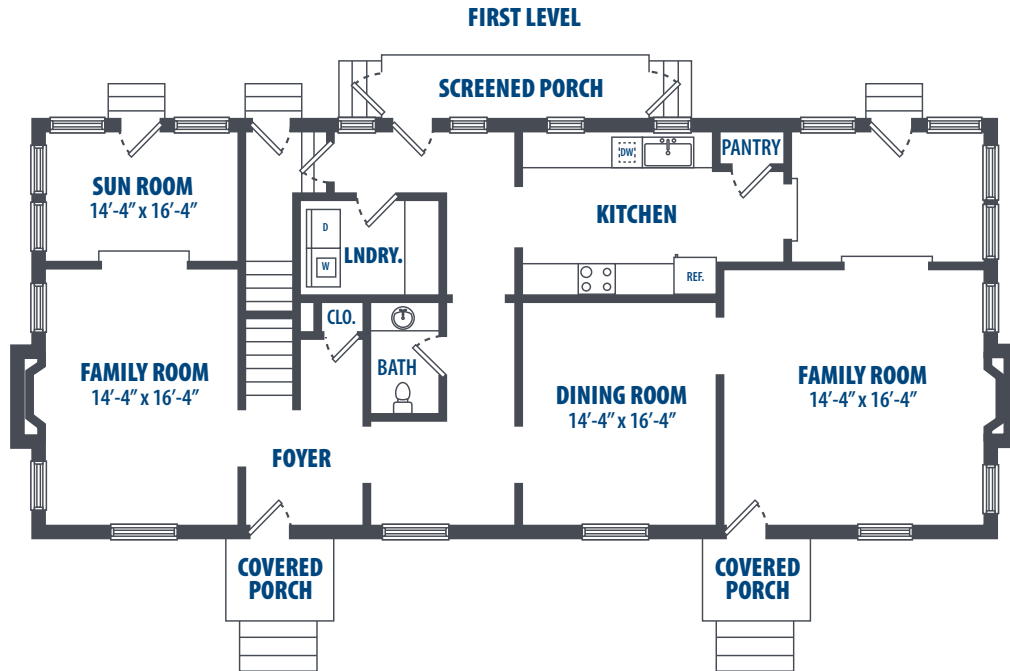 FIRST LEVEL
SCREENED PORCH
DW
PANTRY
SUN ROOM
14’-4” x 16’-4”
KITCHEN
D
LNDRY.
W
REF.
CLO.
BATH
FAMILY ROOM
14’-4” x 16’-4”
DINING ROOM
14’-4” x 16’-4”
FAMILY ROOM
14’-4” x 16’-4”
FOYER
COVERED
PORCH
COVERED
PORCH